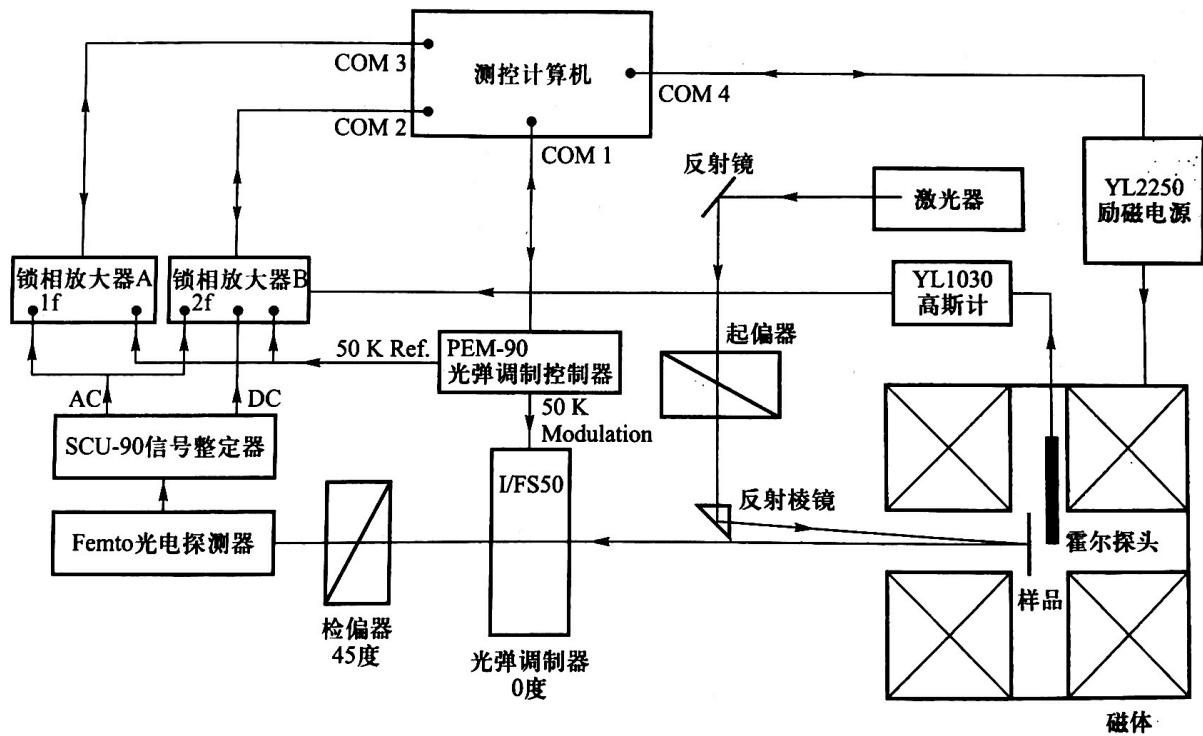 COM 3
测控计算机
COM 4
COM 2
COM 1
反射镜
激光器
YL2250
励磁电源
锁相放大器A
1f
锁相放大器B
2f
YL1030
高斯计
50 K Ref.
PEM-90
光弹调制控制器
起偏器
AC
DC
50 K
Modulation
SCU-90信号整定器
I/FS50
反射棱镜
Femto光电探测器
霍尔探头
样品
检偏器
45度
光弹调制器
0度
磁体